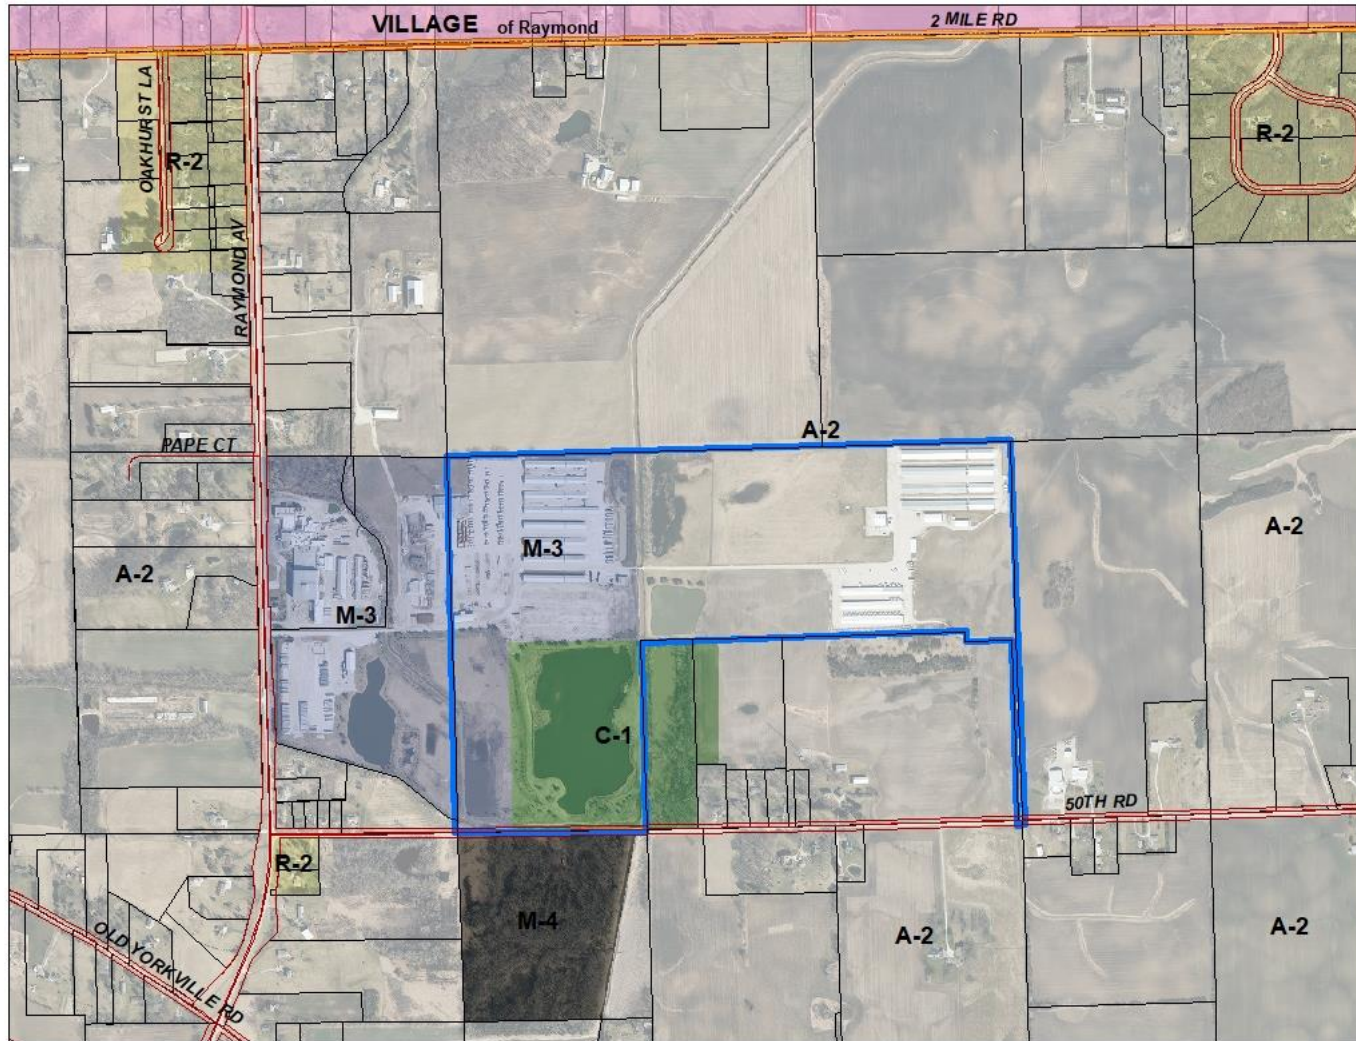 VILLAGE of Raymond
2 MILE RD
OAKHURST LA
R-2
R-2
RAYMOND AV
A-2
PAPE CT
M-3
A-2
A-2
M-3
C-1
50TH RD
R-2
M-4
A-2
A-2
OLD YORKVILLE RD